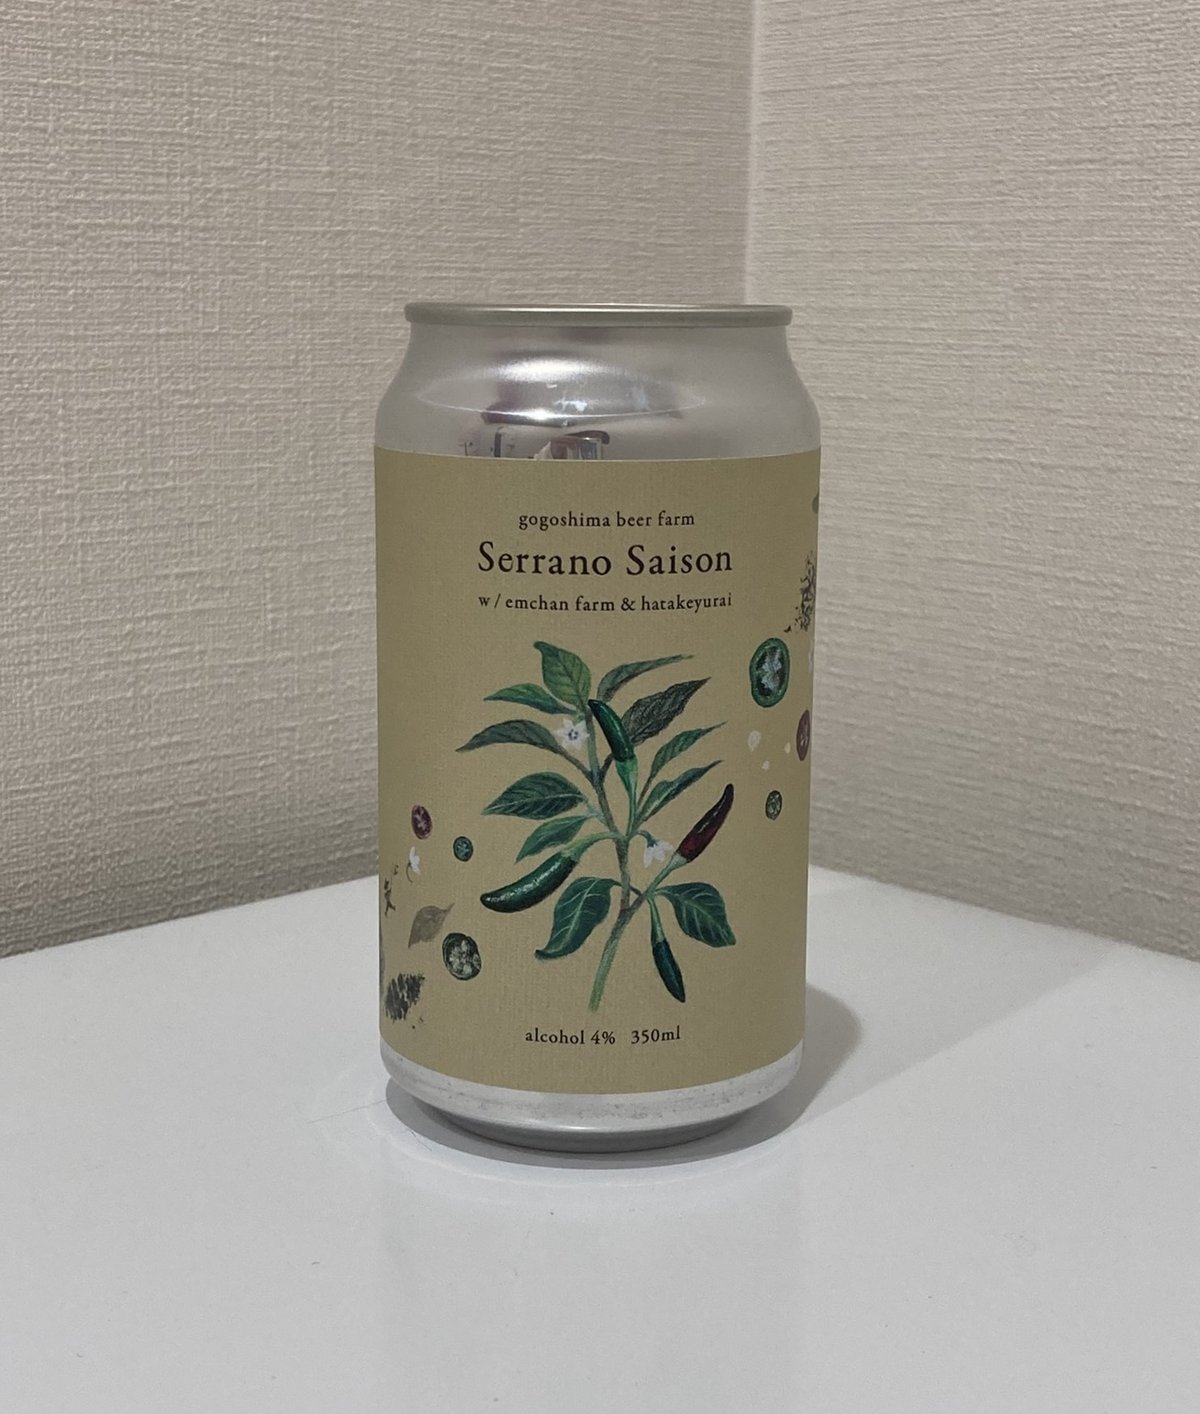 gogoshima beer farm
Serrano Saison
w/emchan farm & hatakeyurai
alcohol 4% 350ml